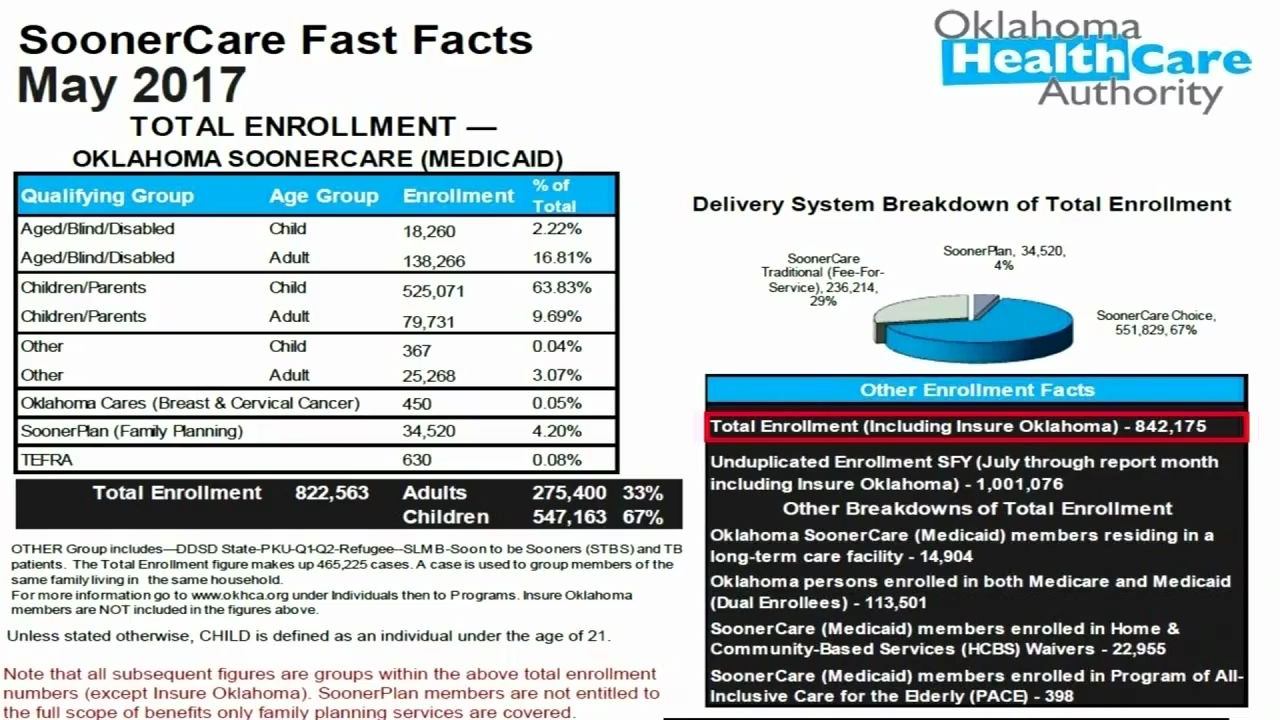 SoonerCare Fast Facts
May 2017
Oklahoma
HealthCare
Authority
TOTAL ENROLLMENT —
OKLAHOMA SOONERCARE (MEDICAID)
Qualifying Group Age Group Enrollment % of Total
Aged/Blind/Disabled Child 18,260 2.22%
Aged/Blind/Disabled Adult 138,266 16.81%
Children/Parents Child 525,071 63.83%
Children/Parents Adult 79,731 9.69%
Other Child 367 0.04%
Other Adult 25,268 3.07%
Oklahoma Cares (Breast & Cervical Cancer) 450 0.05%
SoonerPlan (Family Planning) 34,520 4.20%
TEFRA 630 0.08%
Total Enrollment 822,563 Adults 275,400 33%
Children 547,163 67%
OTHER Group includes—DDSD State-PKU-Q1-Q2-Refugee--SLMB-Soon to be Sooners (STBS) and TB
patients. The Total Enrollment figure makes up 465,225 cases. A case is used to group members of the
same family living in the same household.
For more information go to www.okhca.org under Individuals then to Programs. Insure Oklahoma
members are NOT included in the figures above.
Unless stated otherwise, CHILD is defined as an individual under the age of 21.
Note that all subsequent figures are groups within the above total enrollment
numbers (except Insure Oklahoma). SoonerPlan members are not entitled to
the full scope of benefits only family planning services are covered.
Delivery System Breakdown of Total Enrollment
SoonerCare
Traditional (Fee-For-
Service), 236,214,
29%
SoonerPlan, 34,520,
4%
SoonerCare Choice,
551,829, 67%
Other Enrollment Facts
Total Enrollment (Including Insure Oklahoma) - 842,175
Unduplicated Enrollment SFY (July through report month
including Insure Oklahoma) - 1,001,076
Other Breakdowns of Total Enrollment
Oklahoma SoonerCare (Medicaid) members residing in a
long-term care facility - 14,904
Oklahoma persons enrolled in both Medicare and Medicaid
(Dual Enrollees) - 113,501
SoonerCare (Medicaid) members enrolled in Home &
Community-Based Services (HCBS) Waivers - 22,955
SoonerCare (Medicaid) members enrolled in Program of All-
Inclusive Care for the Elderly (PACE) - 398